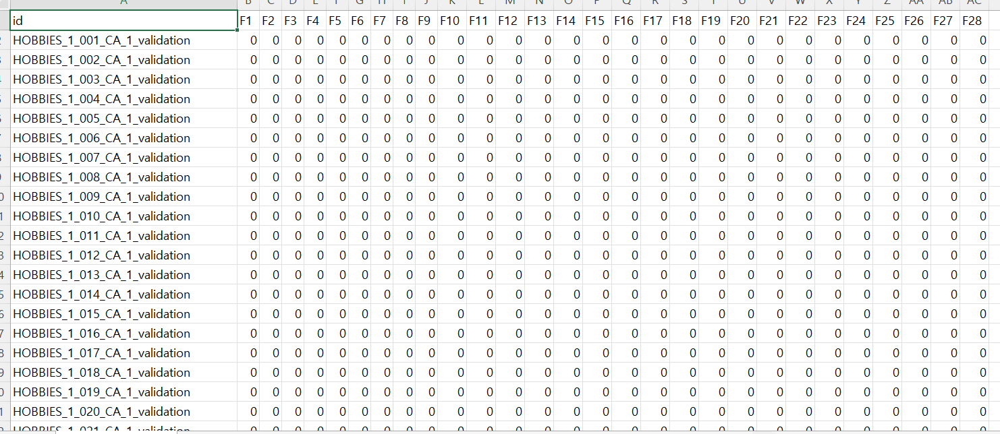 A B C D E F G H I J K L M N O P Q R S T U V W X Y Z AA AB AC
id F1 F2 F3 F4 F5 F6 F7 F8 F9 F10 F11 F12 F13 F14 F15 F16 F17 F18 F19 F20 F21 F22 F23 F24 F25 F26 F27 F28
HOBBIES_1_001_CA_1_validation 0 0 0 0 0 0 0 0 0 0 0 0 0 0 0 0 0 0 0 0 0 0 0 0 0 0 0 0
HOBBIES_1_002_CA_1_validation 0 0 0 0 0 0 0 0 0 0 0 0 0 0 0 0 0 0 0 0 0 0 0 0 0 0 0 0
HOBBIES_1_003_CA_1_validation 0 0 0 0 0 0 0 0 0 0 0 0 0 0 0 0 0 0 0 0 0 0 0 0 0 0 0 0
HOBBIES_1_004_CA_1_validation 0 0 0 0 0 0 0 0 0 0 0 0 0 0 0 0 0 0 0 0 0 0 0 0 0 0 0 0
HOBBIES_1_005_CA_1_validation 0 0 0 0 0 0 0 0 0 0 0 0 0 0 0 0 0 0 0 0 0 0 0 0 0 0 0 0
HOBBIES_1_006_CA_1_validation 0 0 0 0 0 0 0 0 0 0 0 0 0 0 0 0 0 0 0 0 0 0 0 0 0 0 0 0
HOBBIES_1_007_CA_1_validation 0 0 0 0 0 0 0 0 0 0 0 0 0 0 0 0 0 0 0 0 0 0 0 0 0 0 0 0
HOBBIES_1_008_CA_1_validation 0 0 0 0 0 0 0 0 0 0 0 0 0 0 0 0 0 0 0 0 0 0 0 0 0 0 0 0
HOBBIES_1_009_CA_1_validation 0 0 0 0 0 0 0 0 0 0 0 0 0 0 0 0 0 0 0 0 0 0 0 0 0 0 0 0
HOBBIES_1_010_CA_1_validation 0 0 0 0 0 0 0 0 0 0 0 0 0 0 0 0 0 0 0 0 0 0 0 0 0 0 0 0
HOBBIES_1_011_CA_1_validation 0 0 0 0 0 0 0 0 0 0 0 0 0 0 0 0 0 0 0 0 0 0 0 0 0 0 0 0
HOBBIES_1_012_CA_1_validation 0 0 0 0 0 0 0 0 0 0 0 0 0 0 0 0 0 0 0 0 0 0 0 0 0 0 0 0
HOBBIES_1_013_CA_1_validation 0 0 0 0 0 0 0 0 0 0 0 0 0 0 0 0 0 0 0 0 0 0 0 0 0 0 0 0
HOBBIES_1_014_CA_1_validation 0 0 0 0 0 0 0 0 0 0 0 0 0 0 0 0 0 0 0 0 0 0 0 0 0 0 0 0
HOBBIES_1_015_CA_1_validation 0 0 0 0 0 0 0 0 0 0 0 0 0 0 0 0 0 0 0 0 0 0 0 0 0 0 0 0
HOBBIES_1_016_CA_1_validation 0 0 0 0 0 0 0 0 0 0 0 0 0 0 0 0 0 0 0 0 0 0 0 0 0 0 0 0
HOBBIES_1_017_CA_1_validation 0 0 0 0 0 0 0 0 0 0 0 0 0 0 0 0 0 0 0 0 0 0 0 0 0 0 0 0
HOBBIES_1_018_CA_1_validation 0 0 0 0 0 0 0 0 0 0 0 0 0 0 0 0 0 0 0 0 0 0 0 0 0 0 0 0
HOBBIES_1_019_CA_1_validation 0 0 0 0 0 0 0 0 0 0 0 0 0 0 0 0 0 0 0 0 0 0 0 0 0 0 0 0
HOBBIES_1_020_CA_1_validation 0 0 0 0 0 0 0 0 0 0 0 0 0 0 0 0 0 0 0 0 0 0 0 0 0 0 0 0